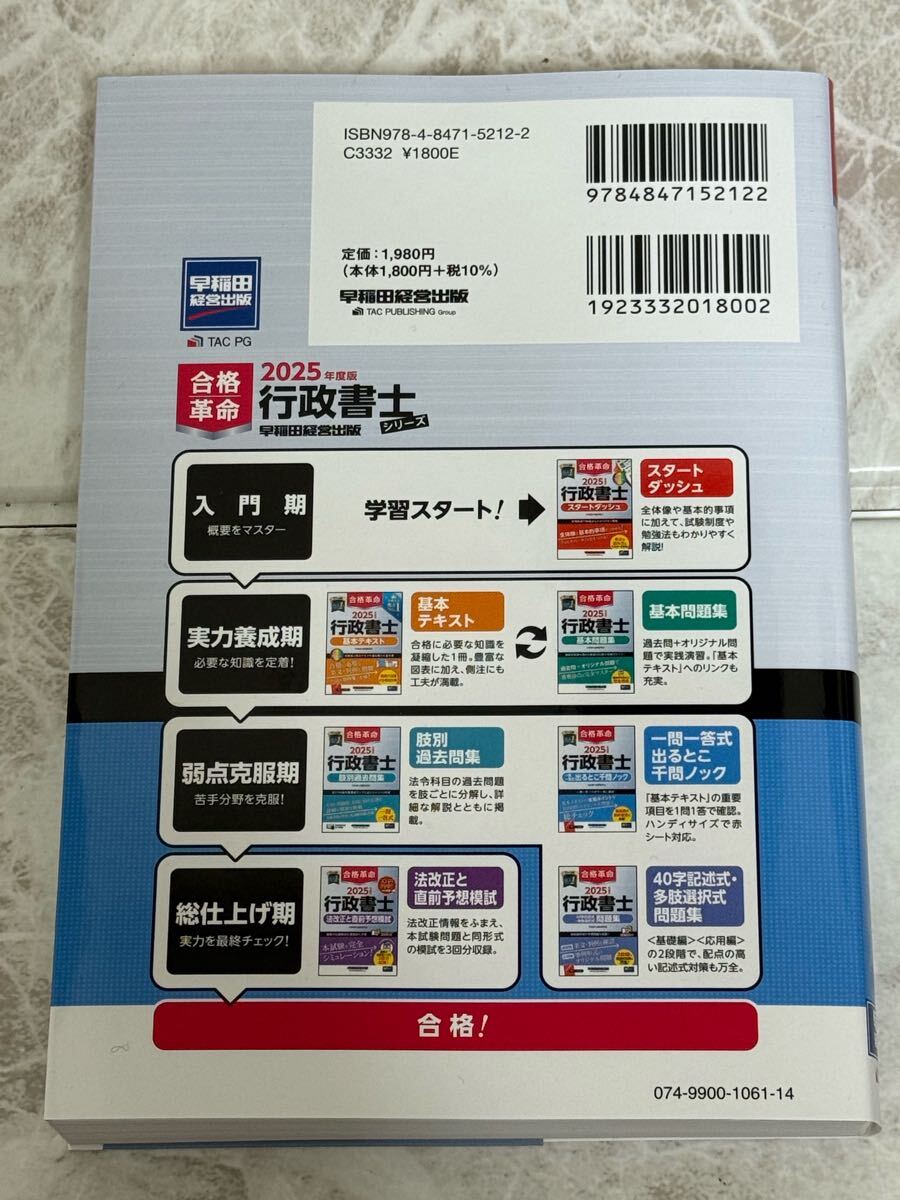 ISBN978-4-8471-5212-2
C3332 ¥1800E
9784847152122
定価:1,980円
(本体1,800円+税10%)
早稲田経営出版
TAC PUBLISHING Group
1923332018002
早稲田
経営出版
TAC PG
合格
革命
2025年度版
行政書士
シリーズ
早稲田経営出版
入門期
概要をマスター
学習スタート!
合格革命
2025
行政書士
スタートダッシュ
スタート
ダッシュ
全体像や基本的事項
に加えて、試験制度や
勉強法もわかりやすく
解説!
実力養成期
必要な知識を定着!
合格革命
2025
行政書士
基本テキスト
基本
テキスト
合格に必要な知識を
凝縮した1冊。豊富な
図表に加え、側注にも
工夫が満載。
合格革命
2025
行政書士
基本問題集
基本問題集
過去問+オリジナル問
題で実践演習。「基本
テキスト」へのリンクも
充実。
弱点克服期
苦手分野を克服!
合格革命
2025
行政書士
肢別過去問集
肢別
過去問集
法令科目の過去問題
を肢ごとに分解し、詳
細な解説とともに掲
載。
合格革命
2025
行政書士
出るとこ千問ノック
一問一答式
出るとこ
千問ノック
「基本テキスト」の重要
項目を1問1答で確認。
ハンディサイズで赤
シート対応。
総仕上げ期
実力を最終チェック!
合格革命
2025
行政書士
法改正と直前予想模試
本試験を完全
シミュレーション!
法改正と
直前予想模試
法改正情報をふまえ、
本試験問題と同形式
の模試を3回分収録。
合格革命
2025
行政書士
問題集
40字記述式・
多肢選択式
問題集
<基礎編><応用編>
の2段階で、配点の高
い記述式対策も万全。
合格!
074-9900-1061-14